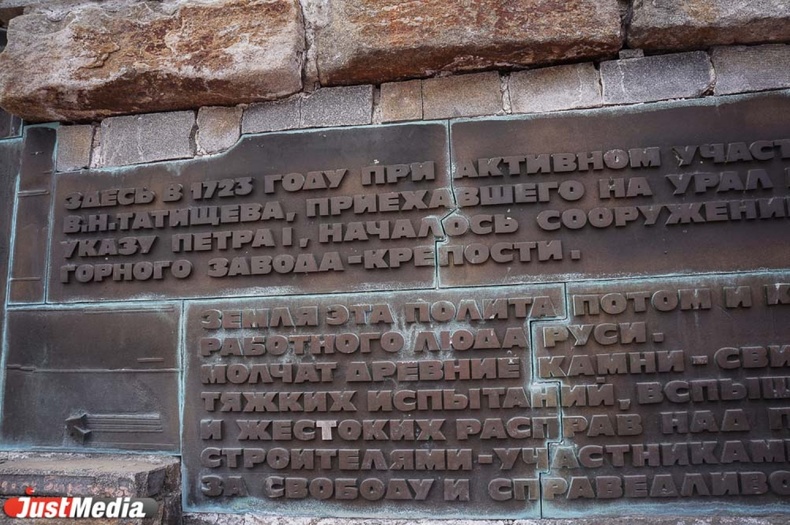 ЗДЕСЬ В 1723 ГОДУ ПРИ АКТИВНОМ УЧАСТ
В.Н.ТАТИЩЕВА, ПРИЕХАВШЕГО НА УРАЛ
УКАЗУ ПЕТРА I, НАЧАЛОСЬ СООРУЖЕНИ
ГОРНОГО ЗАВОДА-КРЕПОСТИ.
ЗЕМЛЯ ЭТА ПОЛИТА ПОТОМ И К
РАБОТНОГО ЛЮДА РУСИ.
МОЛЧАТ ДРЕВНИЕ КАМНИ-СВИ
ТЯЖКИХ ИСПЫТАНИЙ, ВСПЫШ
И ЖЕСТОКИХ РАСПРАВ НАД П
СТРОИТЕЛЯМИ-УЧАСТНИКАМ
ЗА СВОБОДУ И СПРАВЕДЛИВО
JUSTMEDIA